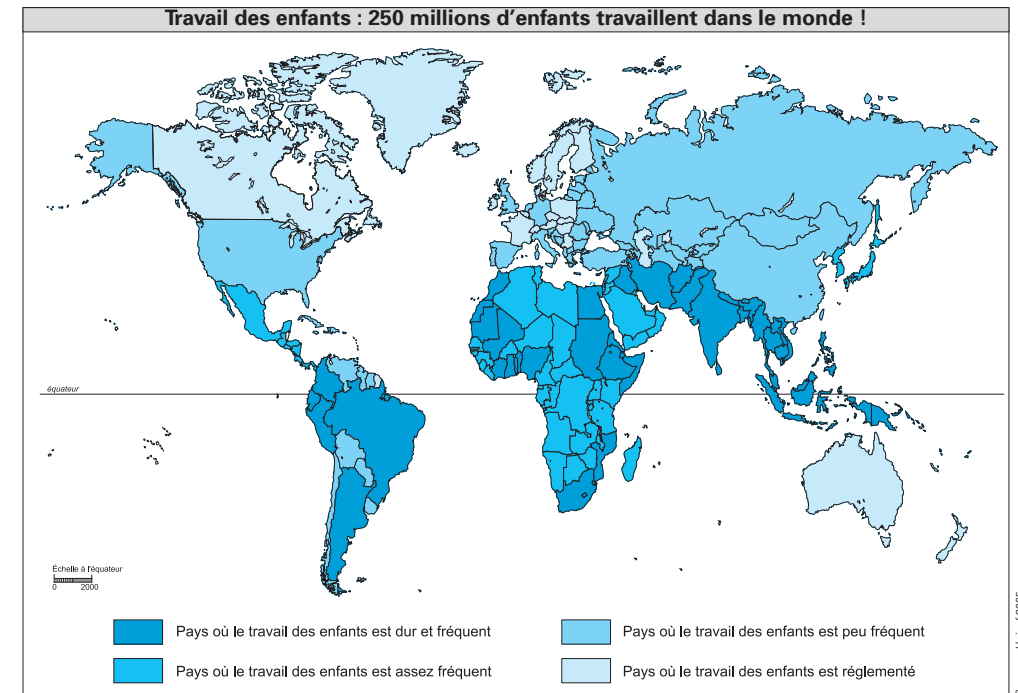 Travail des enfants : 250 millions d'enfants travaillent dans le monde !
équateur
Échelle à l'équateur
0 2000
Pays où le travail des enfants est dur et fréquent
Pays où le travail des enfants est peu fréquent
Pays où le travail des enfants est assez fréquent
Pays où le travail des enfants est réglementé